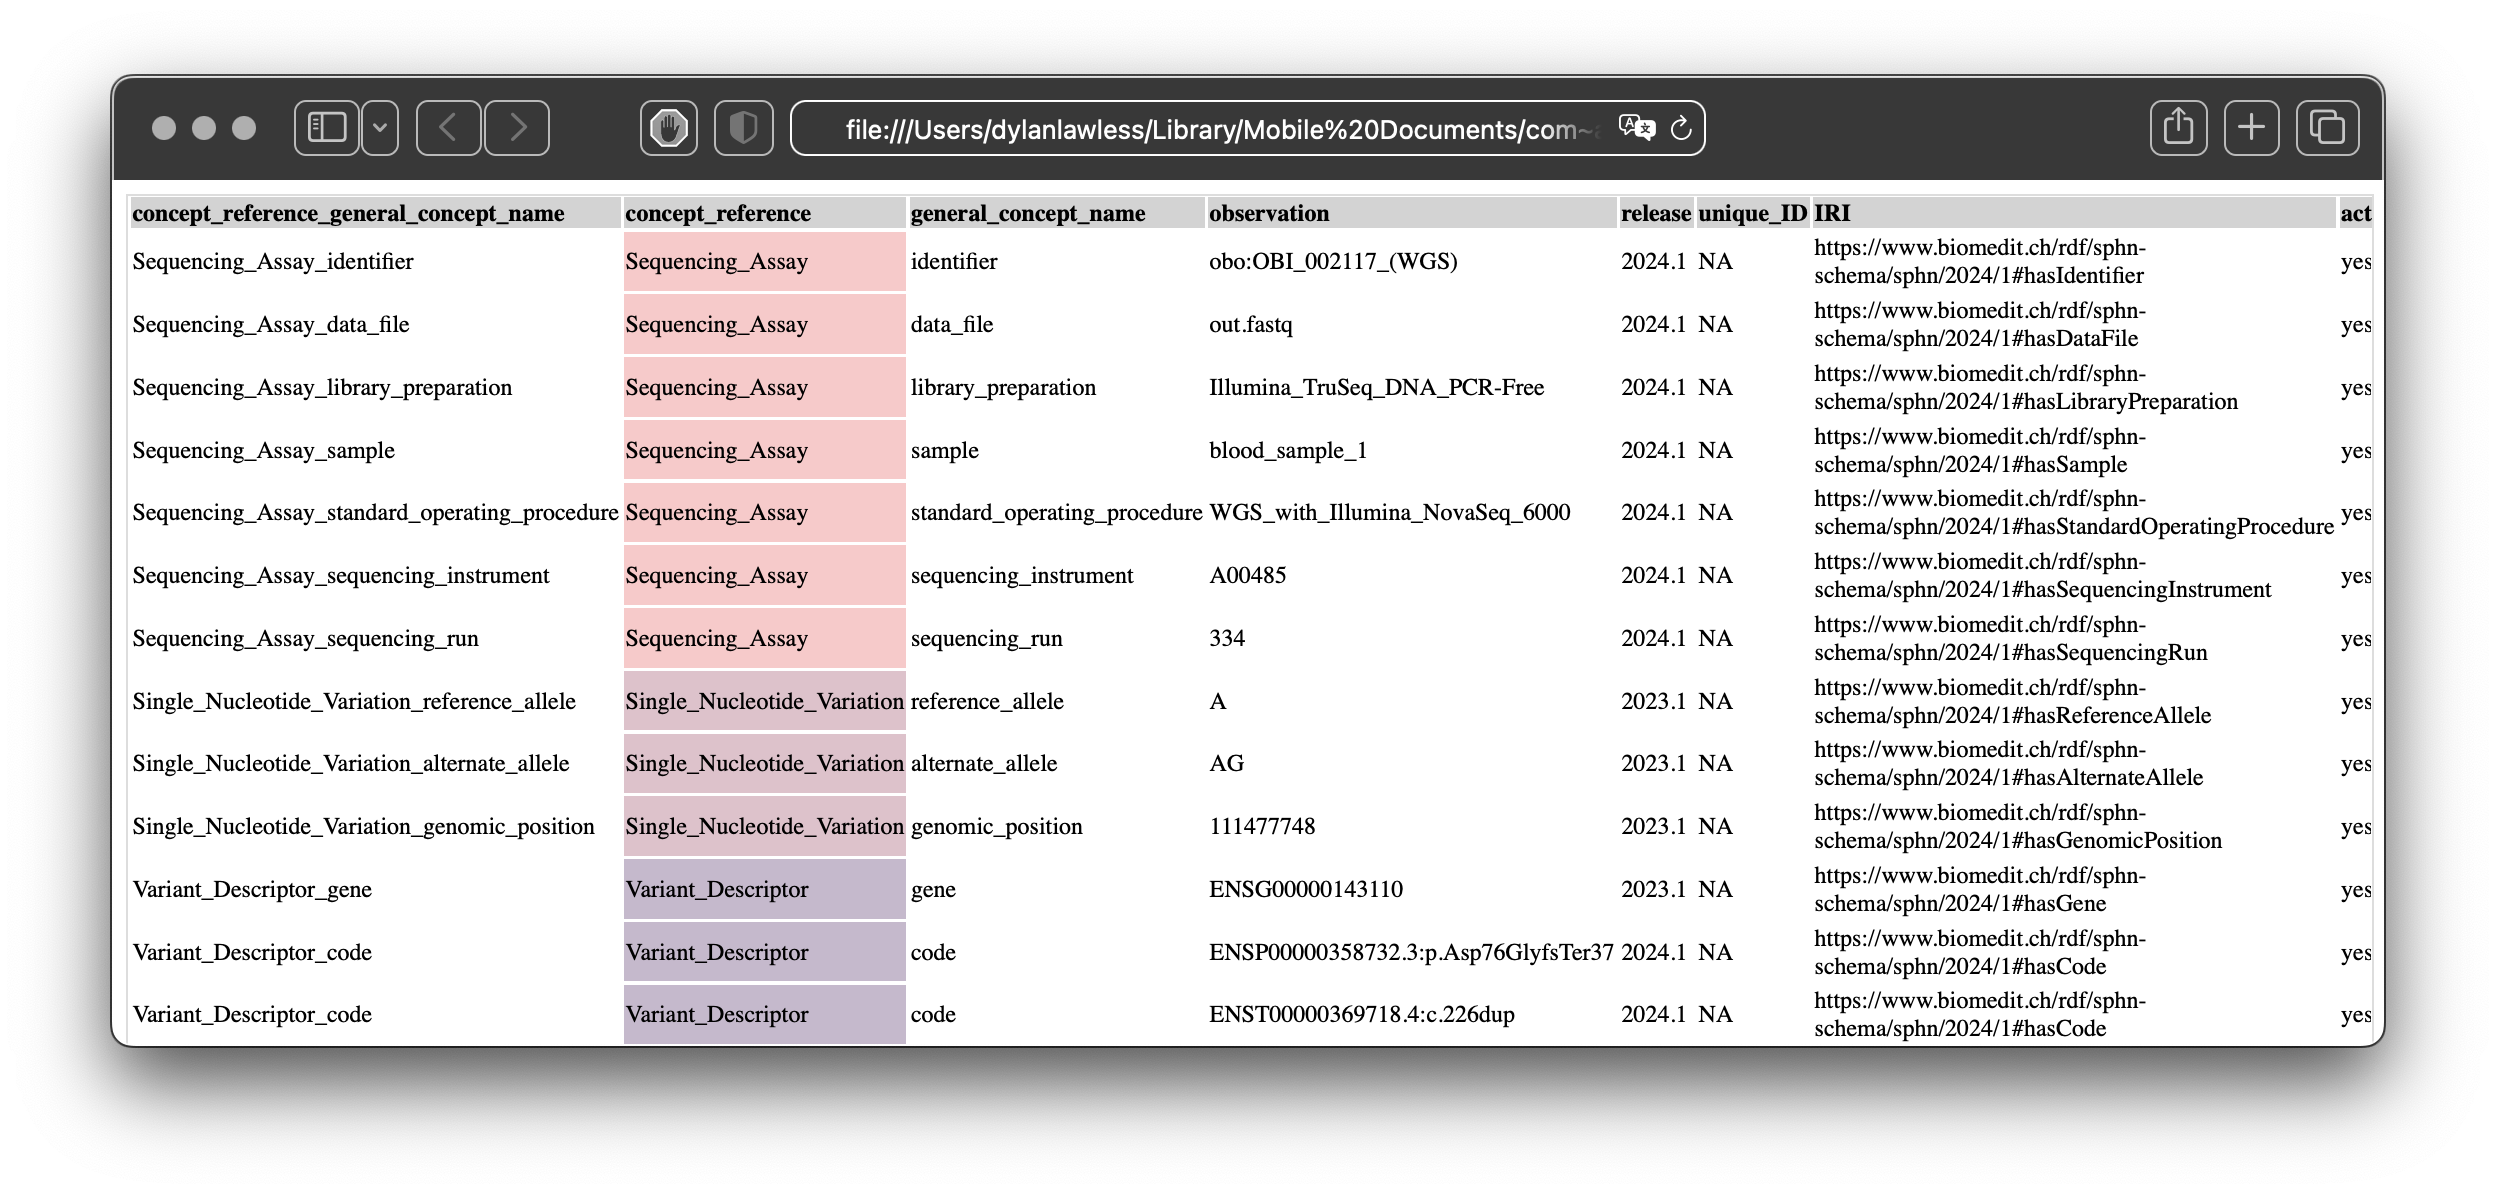 file:///Users/dylanlawless/Library/Mobile%20Documents/com~
concept_reference_general_concept_name concept_reference general_concept_name observation release unique_ID IRI act
Sequencing_Assay_identifier Sequencing_Assay identifier obo:OBI_002117_(WGS) 2024.1 NA https://www.biomedit.ch/rdf/sphn-
schema/sphn/2024/1#hasIdentifier yes
Sequencing_Assay_data_file Sequencing_Assay data_file out.fastq 2024.1 NA https://www.biomedit.ch/rdf/sphn-
schema/sphn/2024/1#hasDataFile yes
Sequencing_Assay_library_preparation Sequencing_Assay library_preparation Illumina_TruSeq_DNA_PCR-Free 2024.1 NA https://www.biomedit.ch/rdf/sphn-
schema/sphn/2024/1#hasLibraryPreparation yes
Sequencing_Assay_sample Sequencing_Assay sample blood_sample_1 2024.1 NA https://www.biomedit.ch/rdf/sphn-
schema/sphn/2024/1#hasSample yes
Sequencing_Assay_standard_operating_procedure Sequencing_Assay standard_operating_procedure WGS_with_Illumina_NovaSeq_6000 2024.1 NA https://www.biomedit.ch/rdf/sphn-
schema/sphn/2024/1#hasStandardOperatingProcedure yes
Sequencing_Assay_sequencing_instrument Sequencing_Assay sequencing_instrument A00485 2024.1 NA https://www.biomedit.ch/rdf/sphn-
schema/sphn/2024/1#hasSequencingInstrument yes
Sequencing_Assay_sequencing_run Sequencing_Assay sequencing_run 334 2024.1 NA https://www.biomedit.ch/rdf/sphn-
schema/sphn/2024/1#hasSequencingRun yes
Single_Nucleotide_Variation_reference_allele Single_Nucleotide_Variation reference_allele A 2023.1 NA https://www.biomedit.ch/rdf/sphn-
schema/sphn/2024/1#hasReferenceAllele yes
Single_Nucleotide_Variation_alternate_allele Single_Nucleotide_Variation alternate_allele AG 2023.1 NA https://www.biomedit.ch/rdf/sphn-
schema/sphn/2024/1#hasAlternateAllele yes
Single_Nucleotide_Variation_genomic_position Single_Nucleotide_Variation genomic_position 111477748 2023.1 NA https://www.biomedit.ch/rdf/sphn-
schema/sphn/2024/1#hasGenomicPosition yes
Variant_Descriptor_gene Variant_Descriptor gene ENSG00000143110 2023.1 NA https://www.biomedit.ch/rdf/sphn-
schema/sphn/2024/1#hasGene yes
Variant_Descriptor_code Variant_Descriptor code ENSP00000358732.3:p.Asp76GlyfsTer37 2024.1 NA https://www.biomedit.ch/rdf/sphn-
schema/sphn/2024/1#hasCode yes
Variant_Descriptor_code Variant_Descriptor code ENST00000369718.4:c.226dup 2024.1 NA https://www.biomedit.ch/rdf/sphn-
schema/sphn/2024/1#hasCode yes